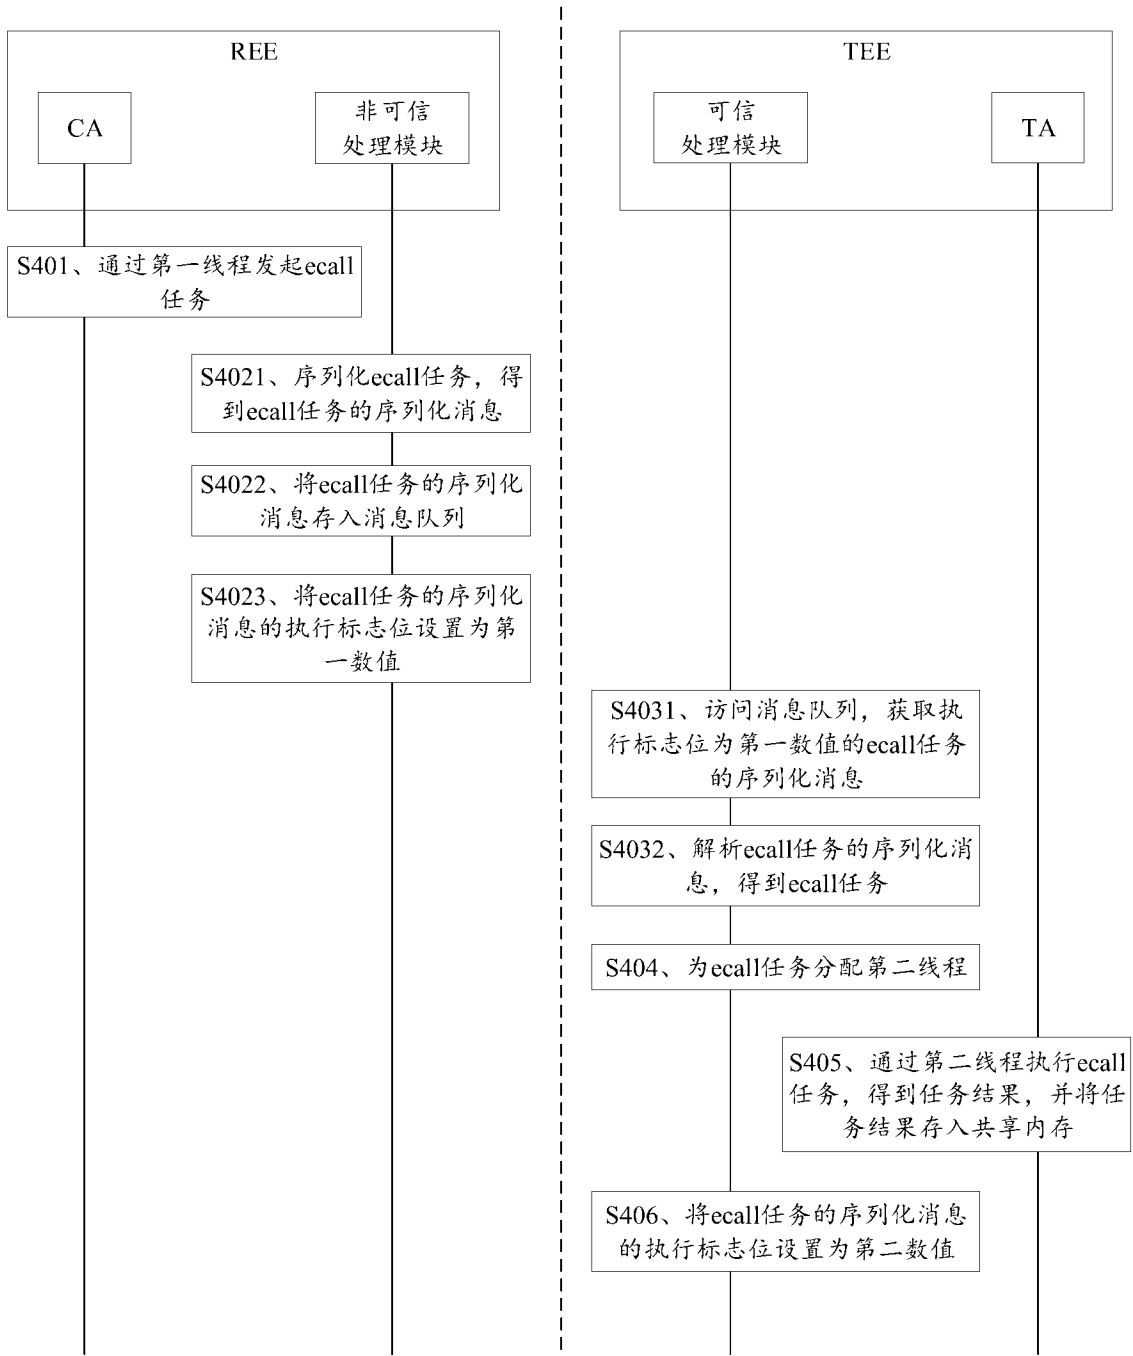 REE
TEE
CA
非可信
处理模块
可信
处理模块
TA
S401、通过第一线程发起ecall
任务
S4021、序列化ecall任务，得
到ecall任务的序列化消息
S4022、将ecall任务的序列化
消息存入消息队列
S4023、将ecall任务的序列化
消息的执行标志位设置为第
一数值
S4031、访问消息队列，获取执
行标志位为第一数值的ecall任务
的序列化消息
S4032、解析ecall任务的序列化消
息，得到ecall任务
S404、为ecall任务分配第二线程
S405、通过第二线程执行ecall
任务，得到任务结果，并将任
务结果存入共享内存
S406、将ecall任务的序列化消息
的执行标志位设置为第二数值